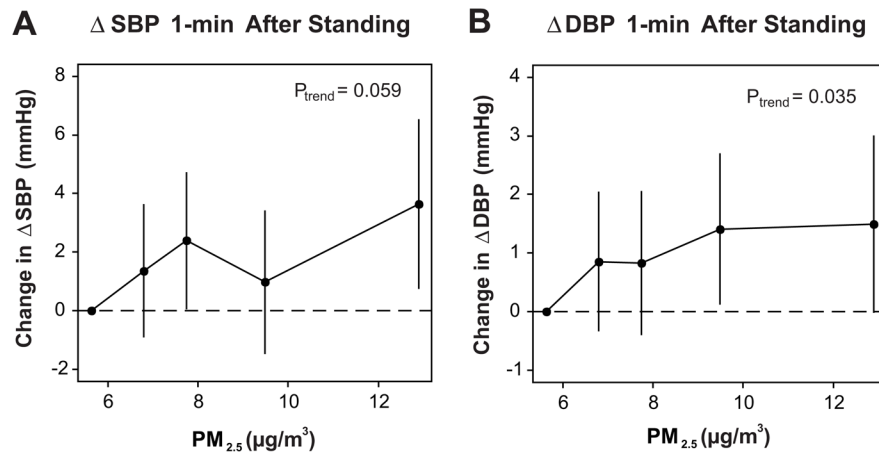 A
Δ SBP 1-min After Standing
P_trend = 0.059
Change in ΔSBP (mmHg)
8
6
4
2
0
-2
6
8
10
12
PM2.5 (µg/m³)
B
ΔDBP 1-min After Standing
P_trend = 0.035
Change in ΔDBP (mmHg)
4
3
2
1
0
-1
6
8
10
12
PM2.5 (µg/m³)